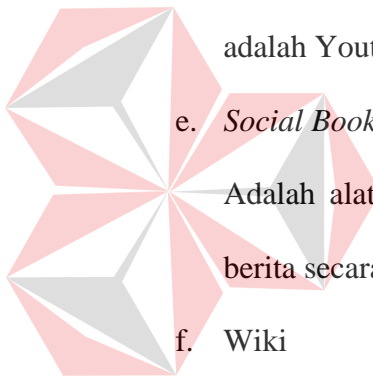 adalah Yout
e. Social Book
Adalah alat
berita secara
f. Wiki